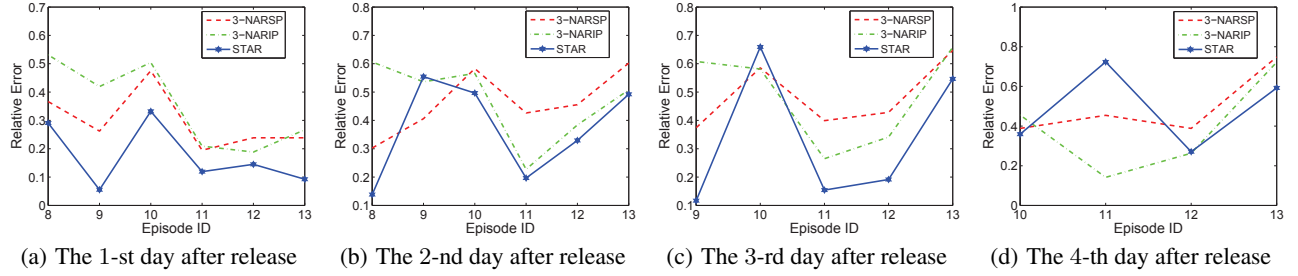 0.7
0.6
0.5
0.4
0.3
0.2
0.1
0
Relative Error
3-NARSP
3-NARIP
STAR
8 9 10 11 12 13
Episode ID
(a) The 1-st day after release
0.7
0.6
0.5
0.4
0.3
0.2
0.1
Relative Error
3-NARSP
3-NARIP
STAR
8 9 10 11 12 13
Episode ID
(b) The 2-nd day after release
0.8
0.7
0.6
0.5
0.4
0.3
0.2
0.1
Relative Error
3-NARSP
3-NARIP
STAR
9 10 11 12 13
Episode ID
(c) The 3-rd day after release
1
0.8
0.6
0.4
0.2
0
Relative Error
3-NARSP
3-NARIP
STAR
10 11 12 13
Episode ID
(d) The 4-th day after release